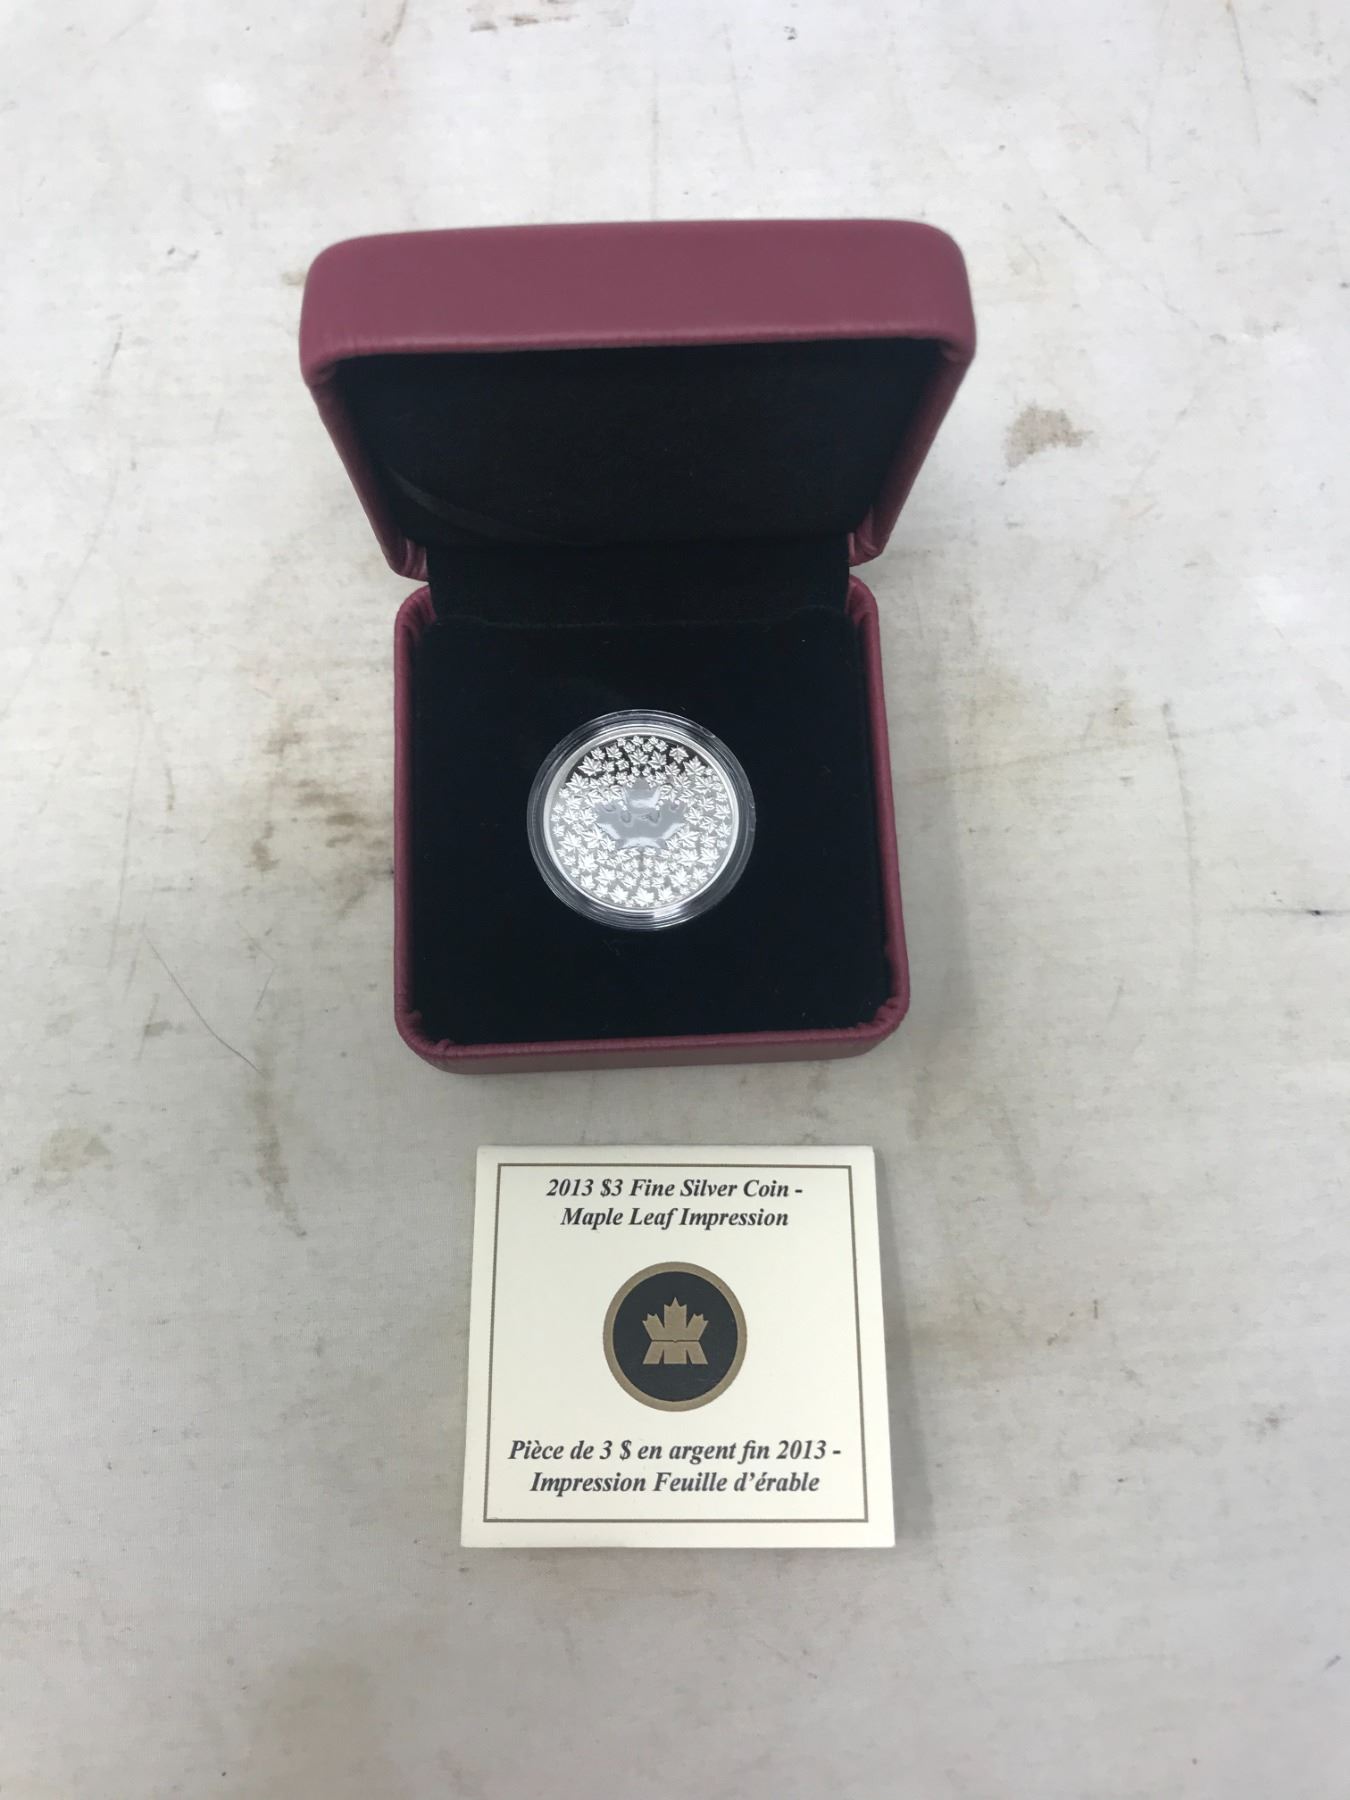 2013 $3 Fine Silver Coin -
Maple Leaf Impression
Pièce de 3 $ en argent fin 2013 -
Impression Feuille d'érable